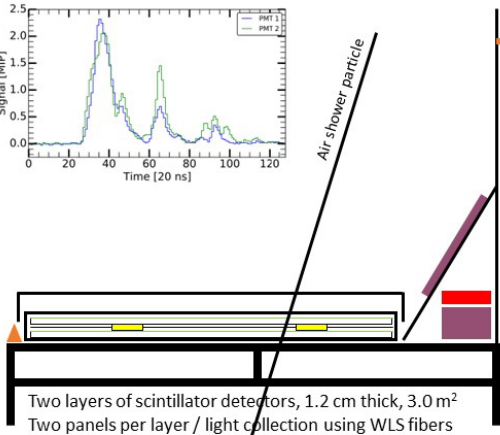 2.5
2.0
1.5
1.0
0.5
0.0
Signal [MIP]
PMT 1
PMT 2
0 20 40 60 80 100 120
Time [20 ns]
Air shower particle
Two layers of scintillator detectors, 1.2 cm thick, 3.0 m²
Two panels per layer / light collection using WLS fibers